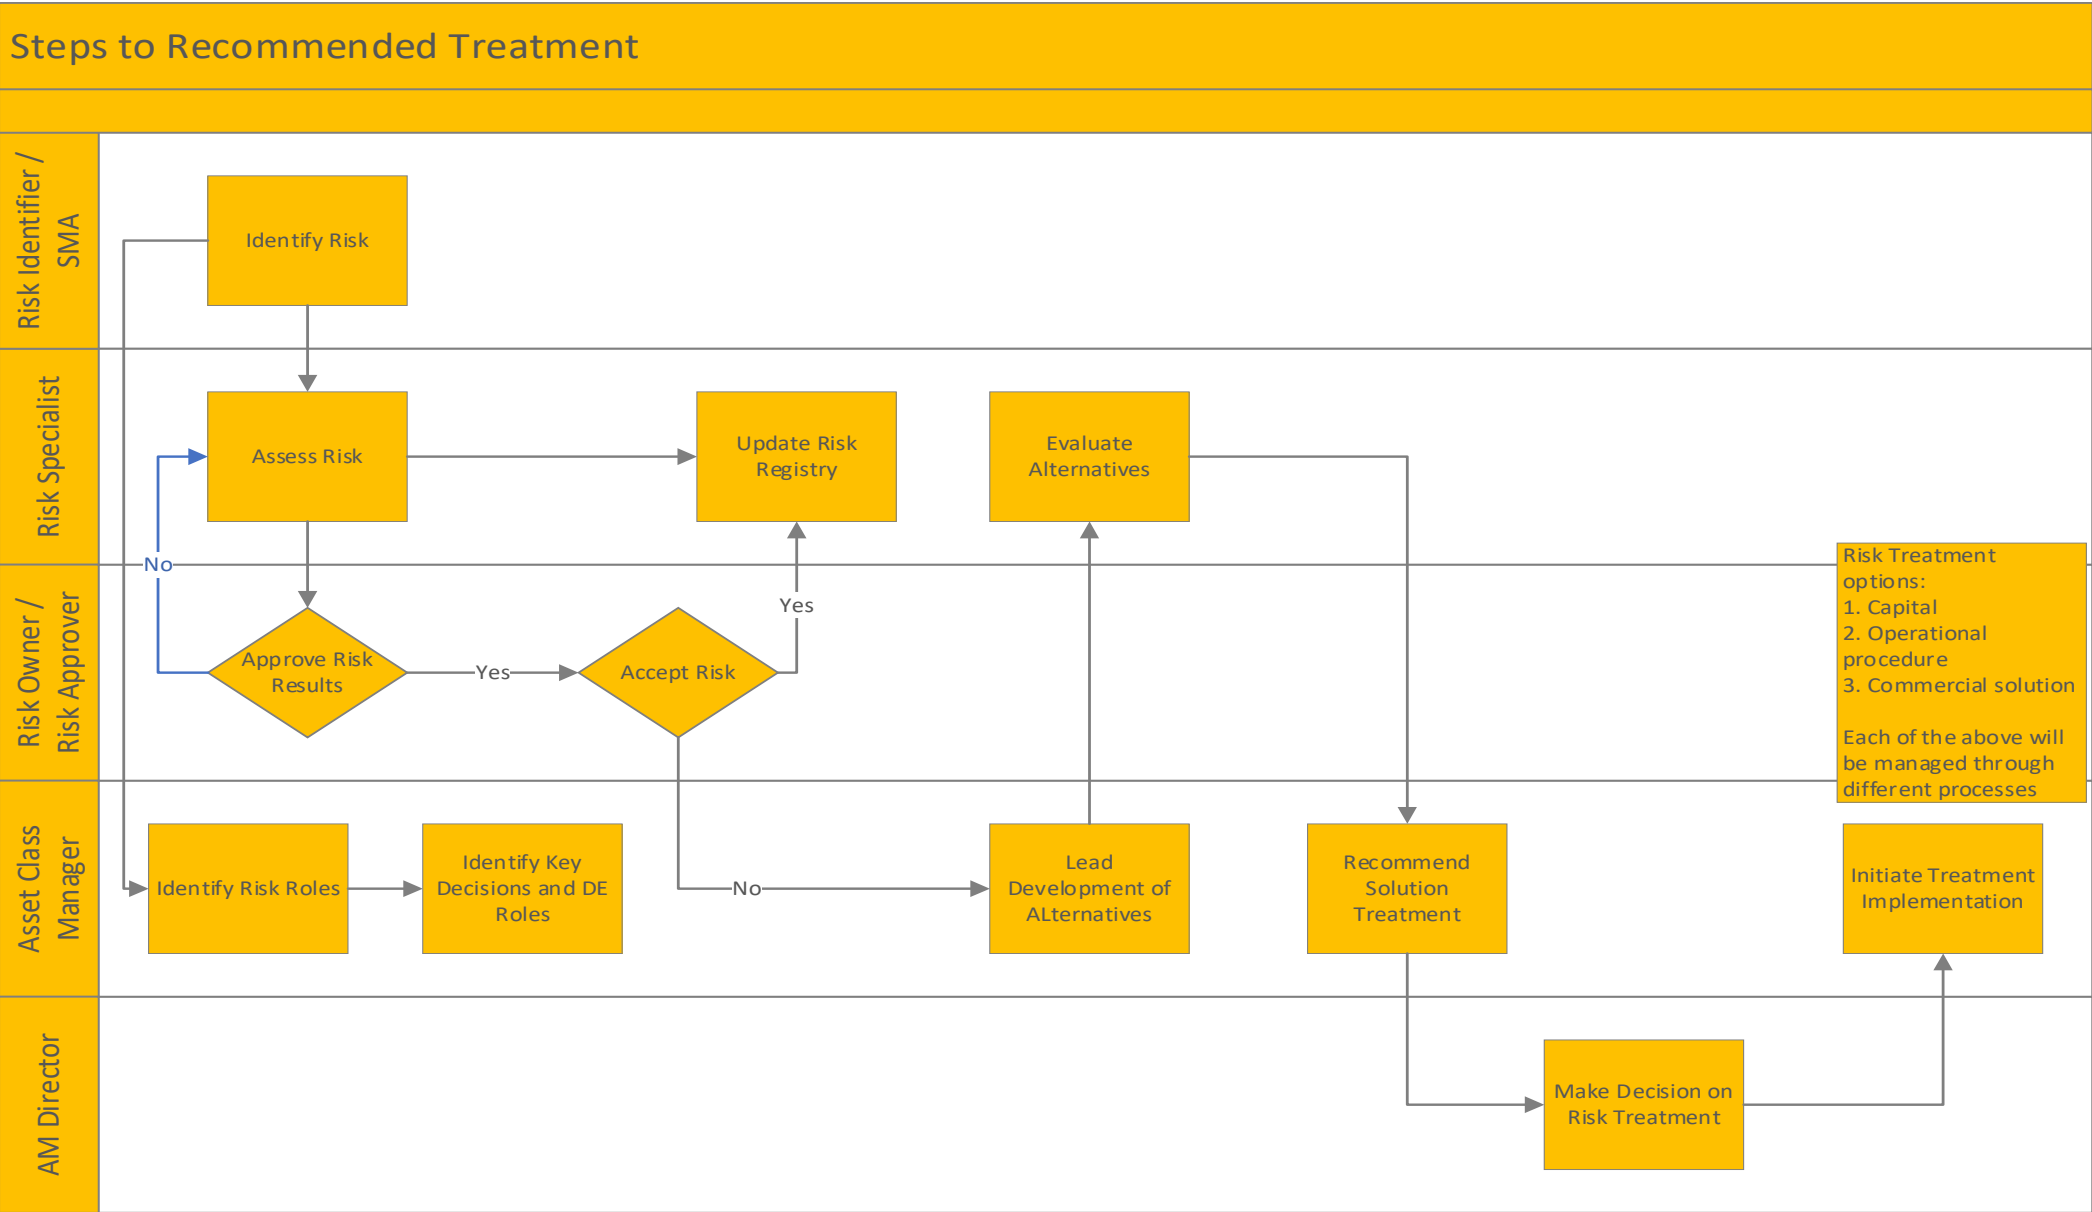 Steps to Recommended Treatment
Risk Identifier /
SMA
Identify Risk
Risk Specialist
Assess Risk
Update Risk
Registry
Evaluate
Alternatives
No
Risk Owner /
Risk Approver
Approve Risk
Results
Yes
Accept Risk
Yes
Risk Treatment
options:
1. Capital
2. Operational
procedure
3. Commercial solution
Each of the above will
be managed through
different processes
Asset Class
Manager
Identify Risk Roles
Identify Key
Decisions and DE
Roles
No
Lead
Development of
ALternatives
Recommend
Solution
Treatment
Initiate Treatment
Implementation
AM Director
Make Decision on
Risk Treatment